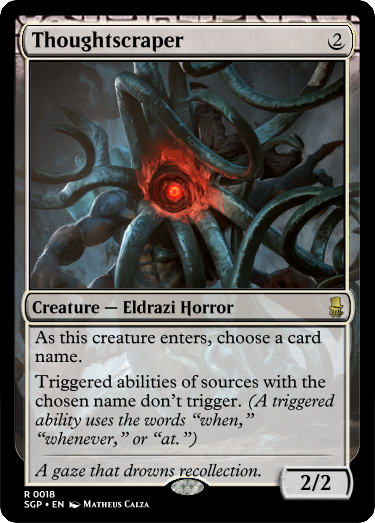 Thoughtscraper 2
Creature — Eldrazi Horror
As this creature enters, choose a card
name.
Triggered abilities of sources with the
chosen name don't trigger. (A triggered
ability uses the words “when,”
“whenever,” or “at.”)
A gaze that drowns recollection.
2/2
R 0018
SGP • EN Matheus Calza